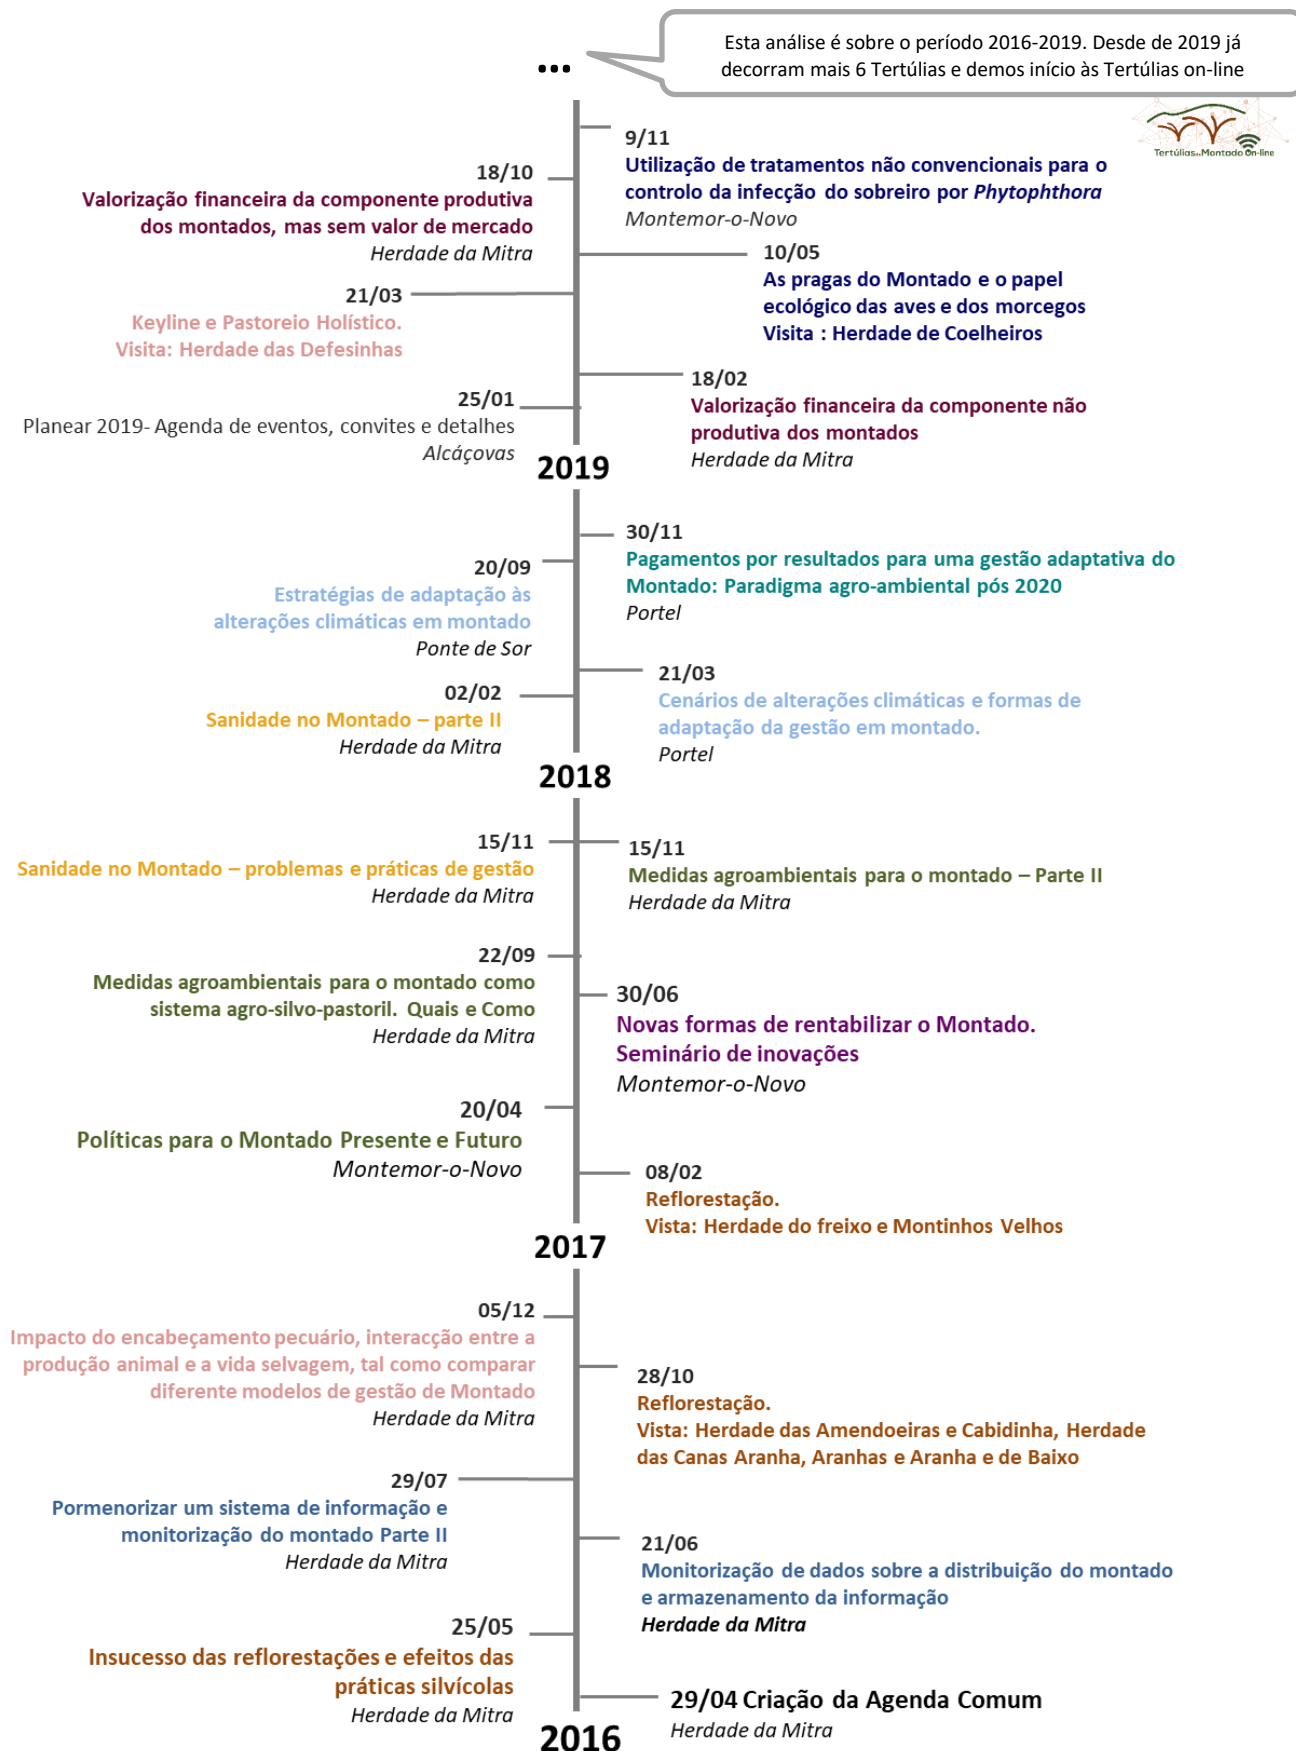 Esta análise é sobre o período 2016-2019. Desde de 2019 já
decorram mais 6 Tertúlias e demos início às Tertúlias on-line
...
Tertúlias do Montado On-line
9/11
Utilização de tratamentos não convencionais para o
controlo da infecção do sobreiro por Phytophthora
Montemor-o-Novo
18/10
Valorização financeira da componente produtiva
dos montados, mas sem valor de mercado
Herdade da Mitra
10/05
As pragas do Montado e o papel
ecológico das aves e dos morcegos
Visita : Herdade de Coelheiros
21/03
Keyline e Pastoreio Holístico.
Visita: Herdade das Defesinhas
18/02
Valorização financeira da componente não
produtiva dos montados
Herdade da Mitra
25/01
Planear 2019- Agenda de eventos, convites e detalhes
Alcáçovas
2019
30/11
Pagamentos por resultados para uma gestão adaptativa do
Montado: Paradigma agro-ambiental pós 2020
Portel
20/09
Estratégias de adaptação às
alterações climáticas em montado
Ponte de Sor
21/03
Cenários de alterações climáticas e formas de
adaptação da gestão em montado.
Portel
02/02
Sanidade no Montado – parte II
Herdade da Mitra
2018
15/11
Sanidade no Montado – problemas e práticas de gestão
Herdade da Mitra
15/11
Medidas agroambientais para o montado – Parte II
Herdade da Mitra
22/09
Medidas agroambientais para o montado como
sistema agro-silvo-pastoril. Quais e Como
Herdade da Mitra
30/06
Novas formas de rentabilizar o Montado.
Seminário de inovações
Montemor-o-Novo
20/04
Políticas para o Montado Presente e Futuro
Montemor-o-Novo
08/02
Reflorestação.
Vista: Herdade do freixo e Montinhos Velhos
2017
05/12
Impacto do encabeçamento pecuário, interacção entre a
produção animal e a vida selvagem, tal como comparar
diferente modelos de gestão de Montado
Herdade da Mitra
28/10
Reflorestação.
Vista: Herdade das Amendoeiras e Cabidinha, Herdade
das Canas Aranha, Aranhas e Aranha e de Baixo
29/07
Pormenorizar um sistema de informação e
monitorização do montado Parte II
Herdade da Mitra
21/06
Monitorização de dados sobre a distribuição do montado
e armazenamento da informação
Herdade da Mitra
25/05
Insucesso das reflorestações e efeitos das
práticas silvícolas
Herdade da Mitra
29/04 Criação da Agenda Comum
Herdade da Mitra
2016